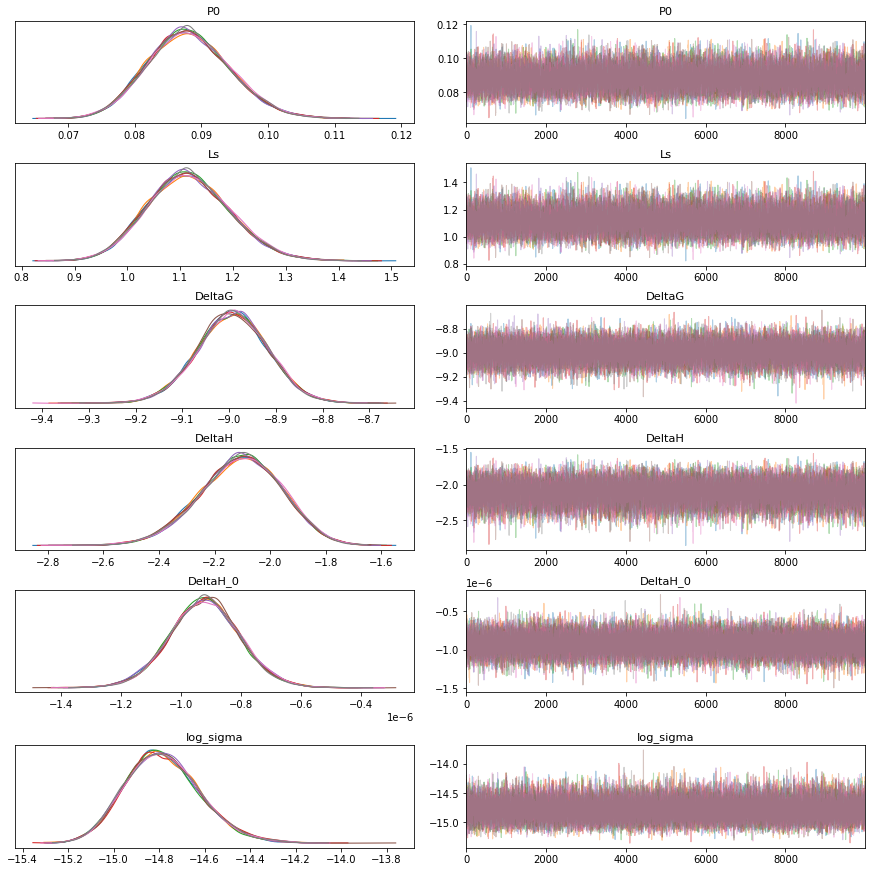 P0
P0
0.12
0.10
0.08
0.07 0.08 0.09 0.10 0.11 0.12
0 2000 4000 6000 8000
Ls
Ls
1.4
1.2
1.0
0.8
0.8 0.9 1.0 1.1 1.2 1.3 1.4 1.5
0 2000 4000 6000 8000
DeltaG
DeltaG
−8.8
−9.0
−9.2
−9.4
−9.4 −9.3 −9.2 −9.1 −9.0 −8.9 −8.8 −8.7
0 2000 4000 6000 8000
DeltaH
DeltaH
−1.5
−2.0
−2.5
−2.8 −2.6 −2.4 −2.2 −2.0 −1.8 −1.6
0 2000 4000 6000 8000
DeltaH_0
1e−6
DeltaH_0
−0.5
−1.0
−1.5
−1.4 −1.2 −1.0 −0.8 −0.6 −0.4
1e−6
0 2000 4000 6000 8000
log_sigma
log_sigma
−14.0
−14.5
−15.0
−15.4 −15.2 −15.0 −14.8 −14.6 −14.4 −14.2 −14.0 −13.8
0 2000 4000 6000 8000